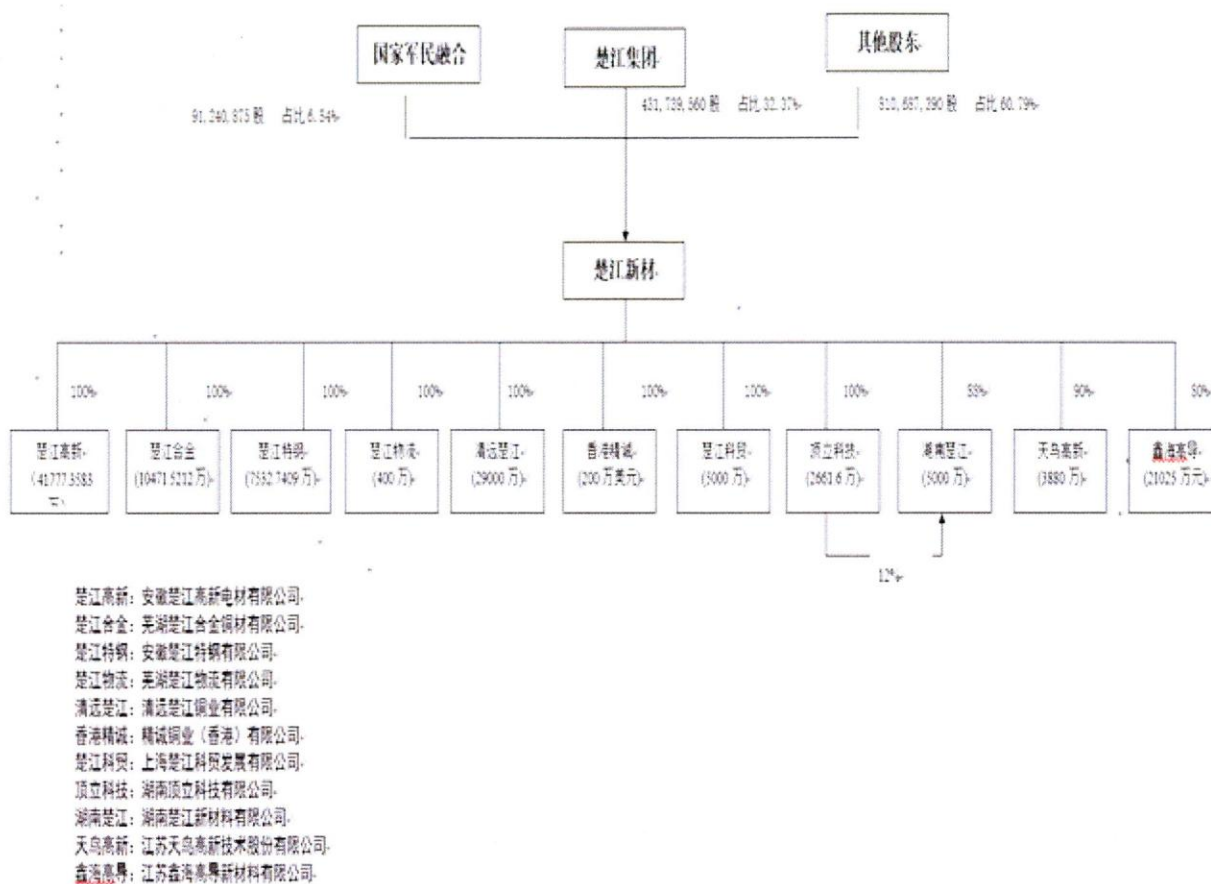 国家军民融合
楚江集团
其他股东
91,240,875 股 占比 6.84%
431,739,560 股 占比 32.37%
810,687,290 股 占比 60.79%
楚江新材
100% 100% 100% 100% 100% 100% 100% 100% 88% 90% 80%
楚江高新 楚江合金 楚江特钢 楚江物流 清远楚江 香港精诚 楚江科贸 顶立科技 湖南楚江 天鸟高新 鑫海高导
(41777.3583 (10471.5212 万) (7532.7409 万) (400 万) (29000 万) (200 万美元) (5000 万) (2661.6 万) (5000 万) (3880 万) (21025 万元)
12%
楚江高新：安徽楚江高新电材有限公司
楚江合金：芜湖楚江合金铜材有限公司
楚江特钢：安徽楚江特钢有限公司
楚江物流：芜湖楚江物流有限公司
清远楚江：清远楚江铜业有限公司
香港精诚：精诚铜业（香港）有限公司
楚江科贸：上海楚江科贸发展有限公司
顶立科技：湖南顶立科技有限公司
湖南楚江：湖南楚江新材料有限公司
天鸟高新：江苏天鸟高新技术股份有限公司
鑫海高导：江苏鑫海高导新材料有限公司